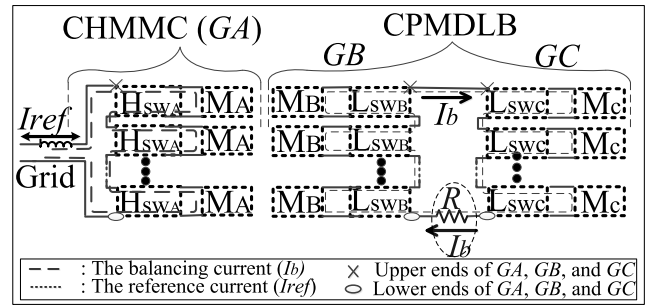 CHMMC (GA) CPMDLB
GB GC
HSWA MA MB LSWB Ib LSWC MC
Iref
HSWA MA MB LSWB LSWC MC
Grid
HSWA MA MB LSWB R LSWC MC
Ib
: The balancing current (Ib) Upper ends of GA, GB, and GC
: The reference current (Iref) Lower ends of GA, GB, and GC